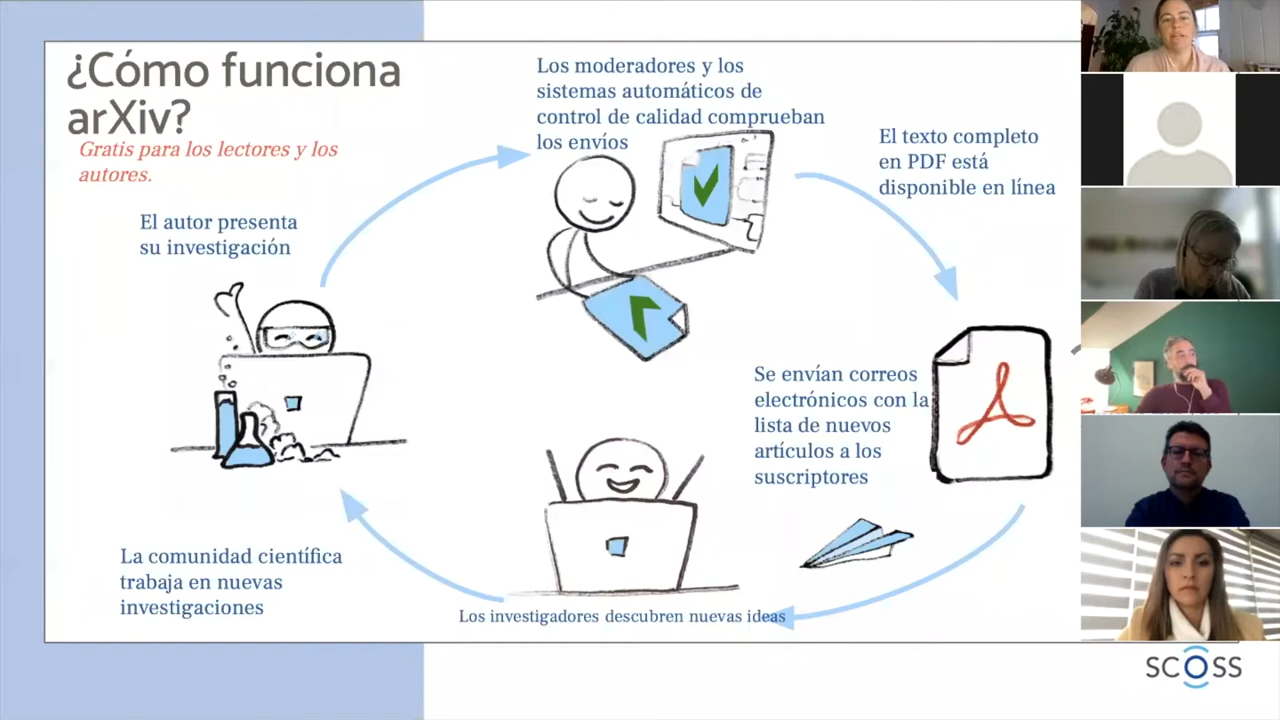 ¿Cómo funciona
arXiv?
Gratis para los lectores y los
autores.
El autor presenta
su investigación
Los moderadores y los
sistemas automáticos de
control de calidad comprueban
los envíos
El texto completo
en PDF está
disponible en línea
Se envían correos
electrónicos con la
lista de nuevos
artículos a los
suscriptores
Los investigadores descubren nuevas ideas
La comunidad científica
trabaja en nuevas
investigaciones
SCOSS